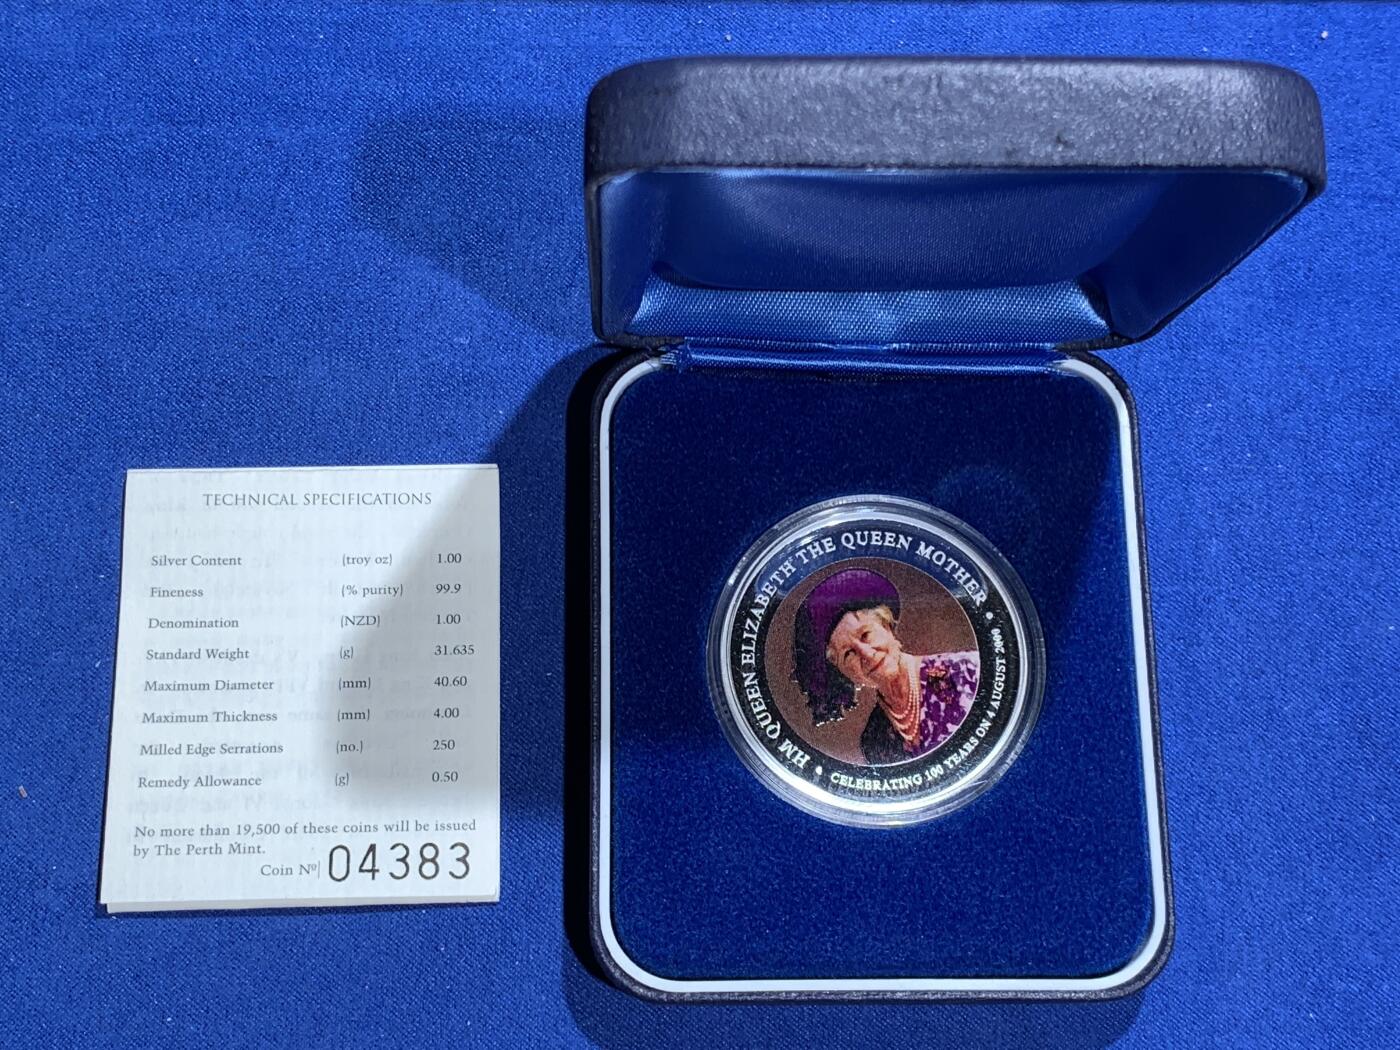 TECHNICAL SPECIFICATIONS
Silver Content (troy oz) 1.00
Fineness (% purity) 99.9
Denomination (NZD) 1.00
Standard Weight (g) 31.635
Maximum Diameter (mm) 40.60
Maximum Thickness (mm) 4.00
Milled Edge Serrations (no.) 250
Remedy Allowance (g) 0.50
No more than 19,500 of these coins will be issued
by The Perth Mint.
Coin Nº 04383
HM QUEEN ELIZABETH THE QUEEN MOTHER •
• CELEBRATING 100 YEARS ON 4 AUGUST 2000